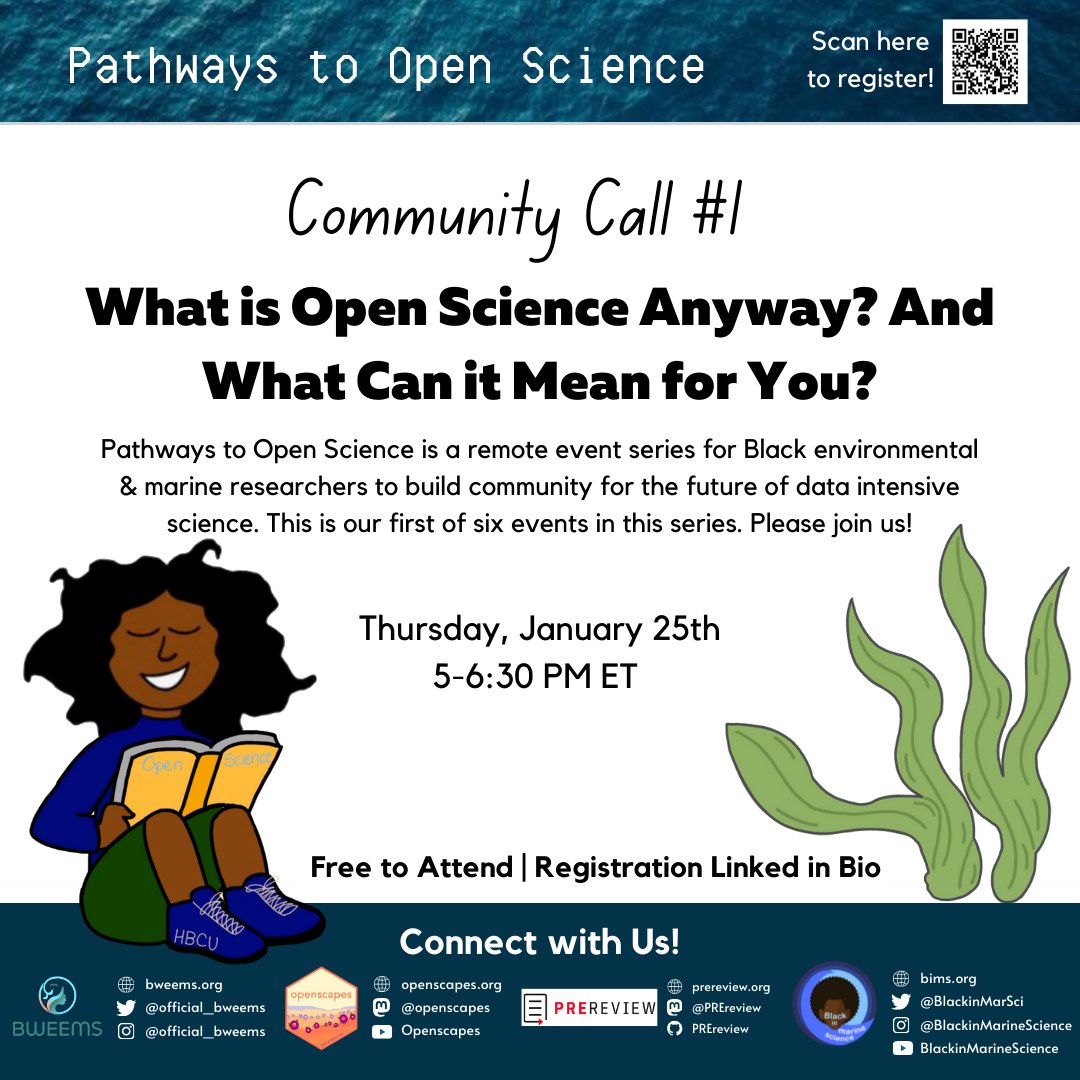 Pathways to Open Science
Scan here
to register!
Community Call #1
What is Open Science Anyway? And
What Can it Mean for You?
Pathways to Open Science is a remote event series for Black environmental
& marine researchers to build community for the future of data intensive
science. This is our first of six events in this series. Please join us!
Thursday, January 25th
5-6:30 PM ET
Open Science
HBCU
Free to Attend | Registration Linked in Bio
Connect with Us!
BWEEMS
bweems.org
@official_bweems
@official_bweems
openscapes
openscapes.org
@openscapes
Openscapes
PREREVIEW
prereview.org
@PREreview
PREreview
Black
in
marine
science
bims.org
@BlackinMarSci
@BlackinMarineScience
BlackinMarineScience